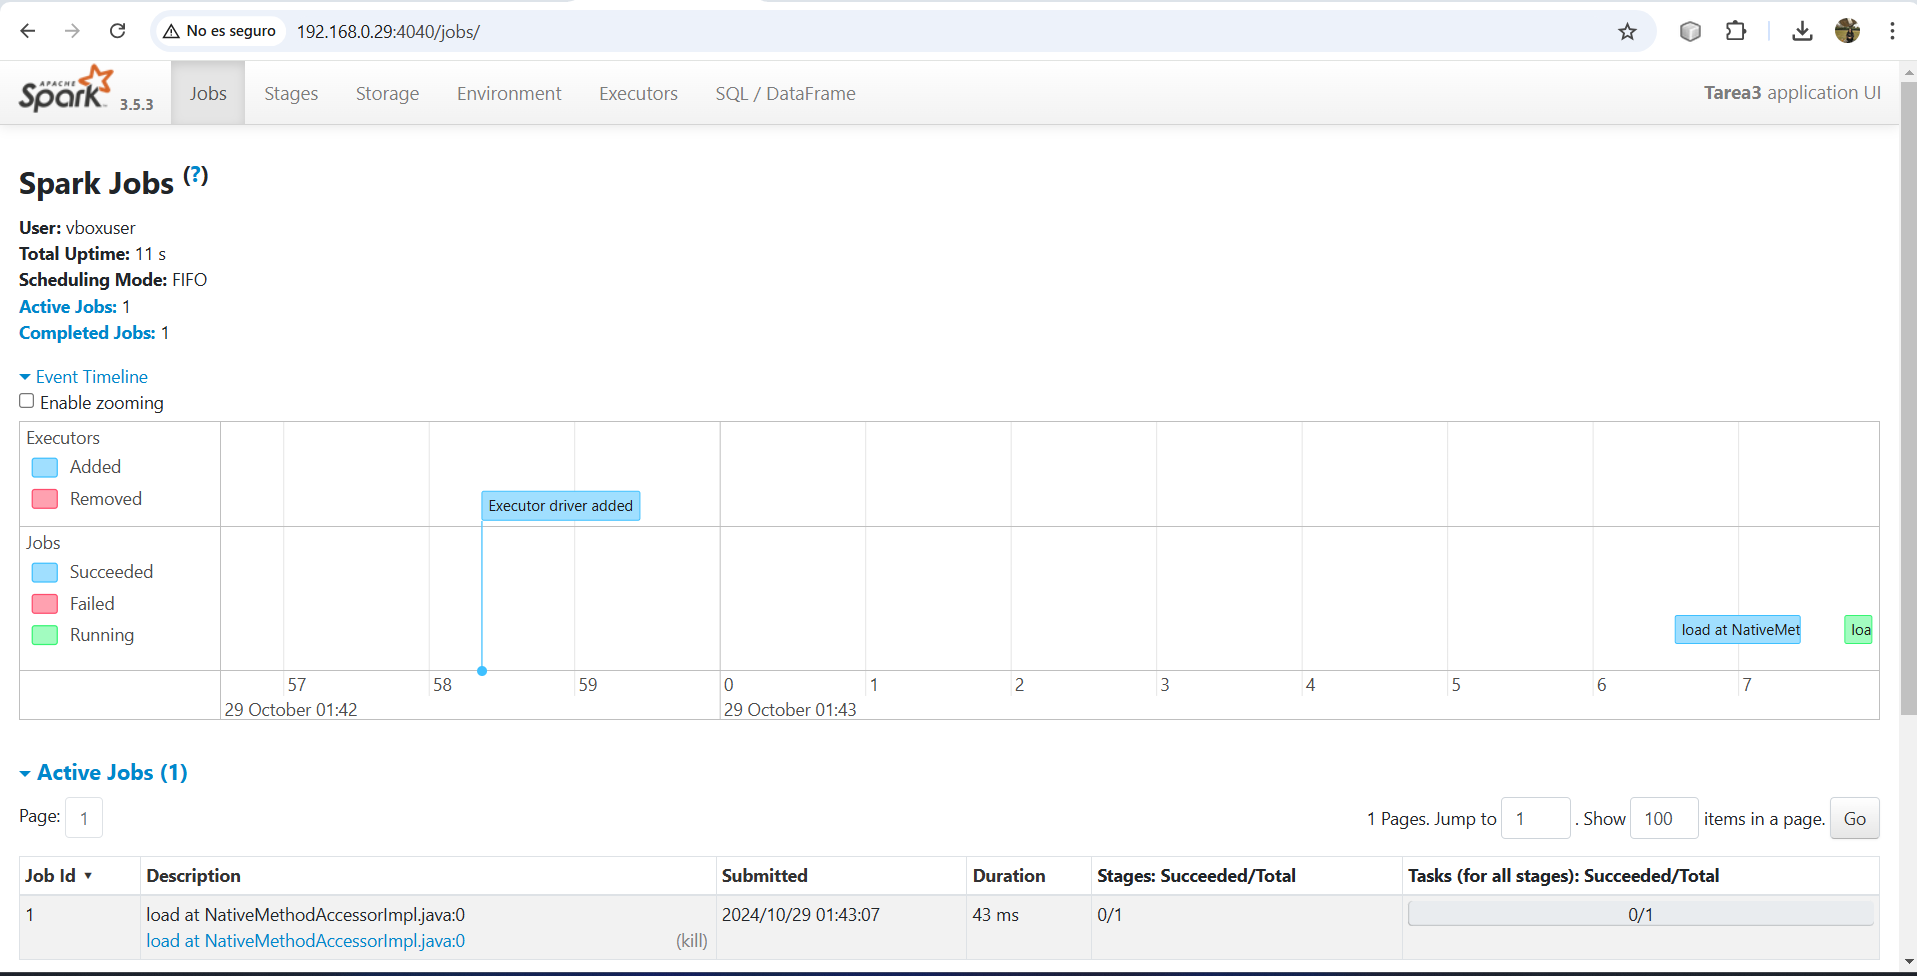 No es seguro 192.168.0.29:4040/jobs/
APACHE Spark 3.5.3 Jobs Stages Storage Environment Executors SQL / DataFrame Tarea3 application UI
Spark Jobs (?)
User: vboxuser
Total Uptime: 11 s
Scheduling Mode: FIFO
Active Jobs: 1
Completed Jobs: 1
Event Timeline
Enable zooming
Executors
Added
Removed
Executor driver added
Jobs
Succeeded
Failed
Running
load at NativeMet loa
57 58 59 0 1 2 3 4 5 6 7
29 October 01:42 29 October 01:43
Active Jobs (1)
Page: 1 1 Pages. Jump to 1 . Show 100 items in a page. Go
Job Id ▾ Description Submitted Duration Stages: Succeeded/Total Tasks (for all stages): Succeeded/Total
1 load at NativeMethodAccessorImpl.java:0 2024/10/29 01:43:07 43 ms 0/1 0/1
load at NativeMethodAccessorImpl.java:0 (kill)